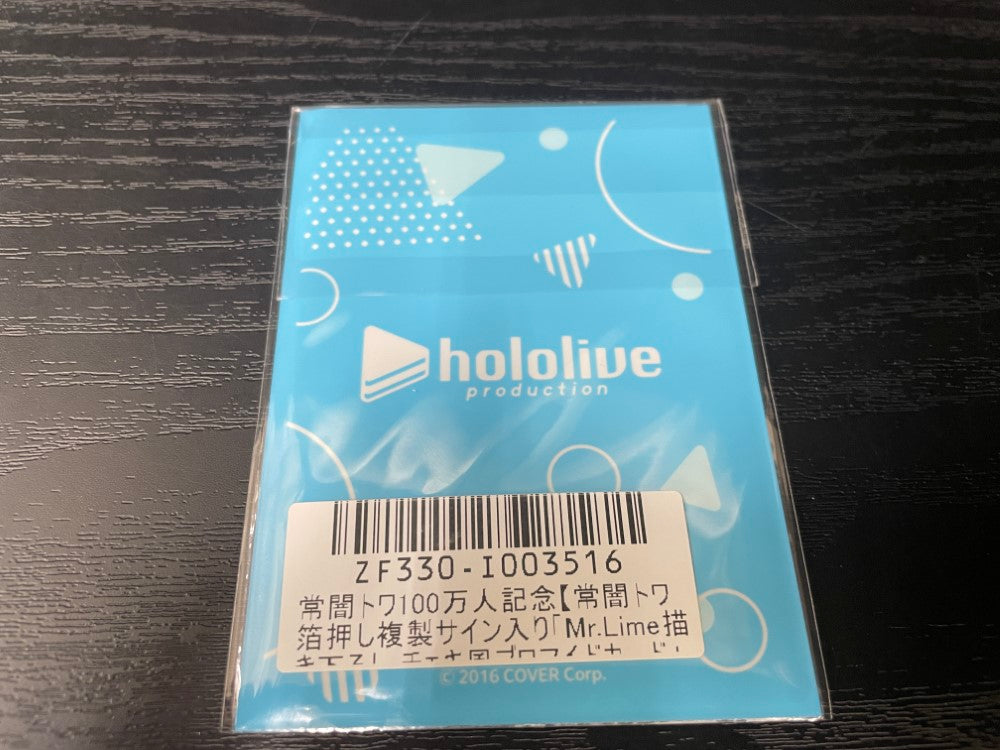 hololive
production
ZF330-I003516
常闇トワ100万人記念【常闇トワ
箔押し複製サイン入り「Mr.Lime描
© 2016 COVER Corp.